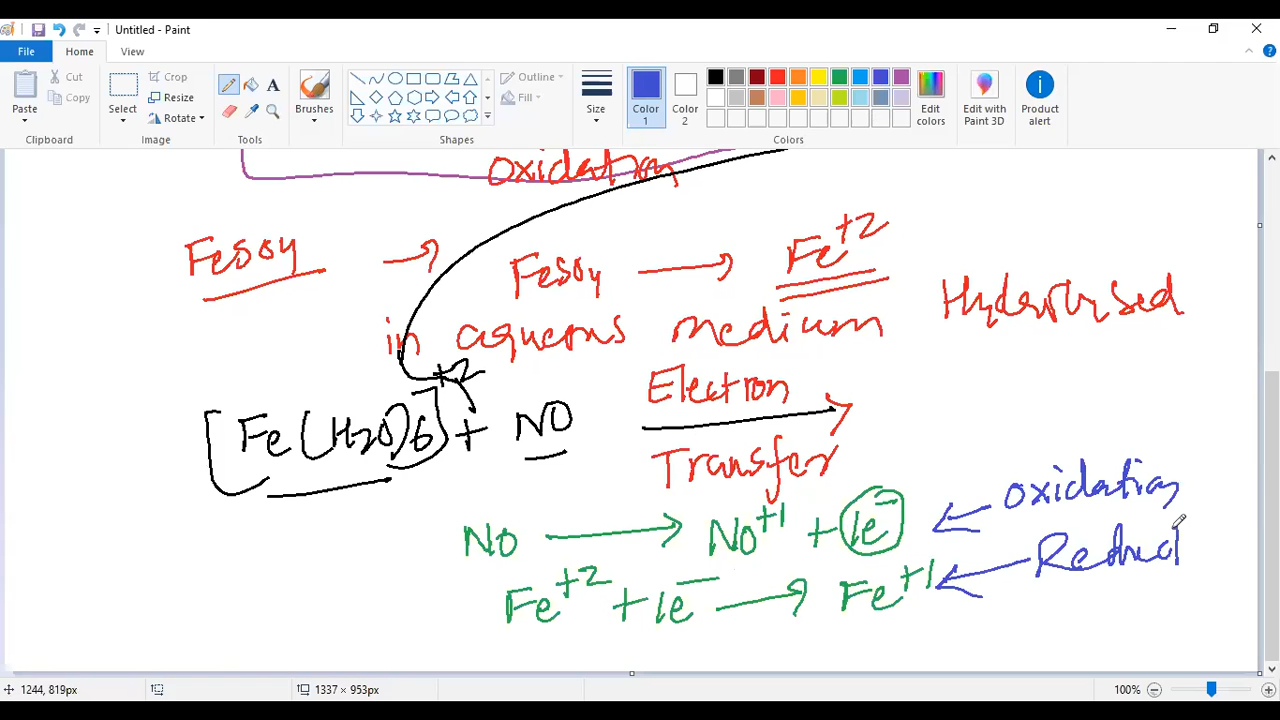 Untitled - Paint
File Home View
Paste Cut Copy Clipboard
Select Crop Resize Rotate Image
Tools
Brushes
Shapes Outline Fill
Size
Color 1 Color 2 Edit colors Colors
Edit with Paint 3D
Product alert
oxidation
FeSO4 → FeSO4 → Fe+2
in aqueous medium Hyderolysed
[Fe(H2O)6]+2 + NO Electron Transfer →
NO → NO+1 + 1e- ← oxidation
Fe+2 + 1e- → Fe+1 ← Reduct
1244, 819px 1337 × 953px 100%